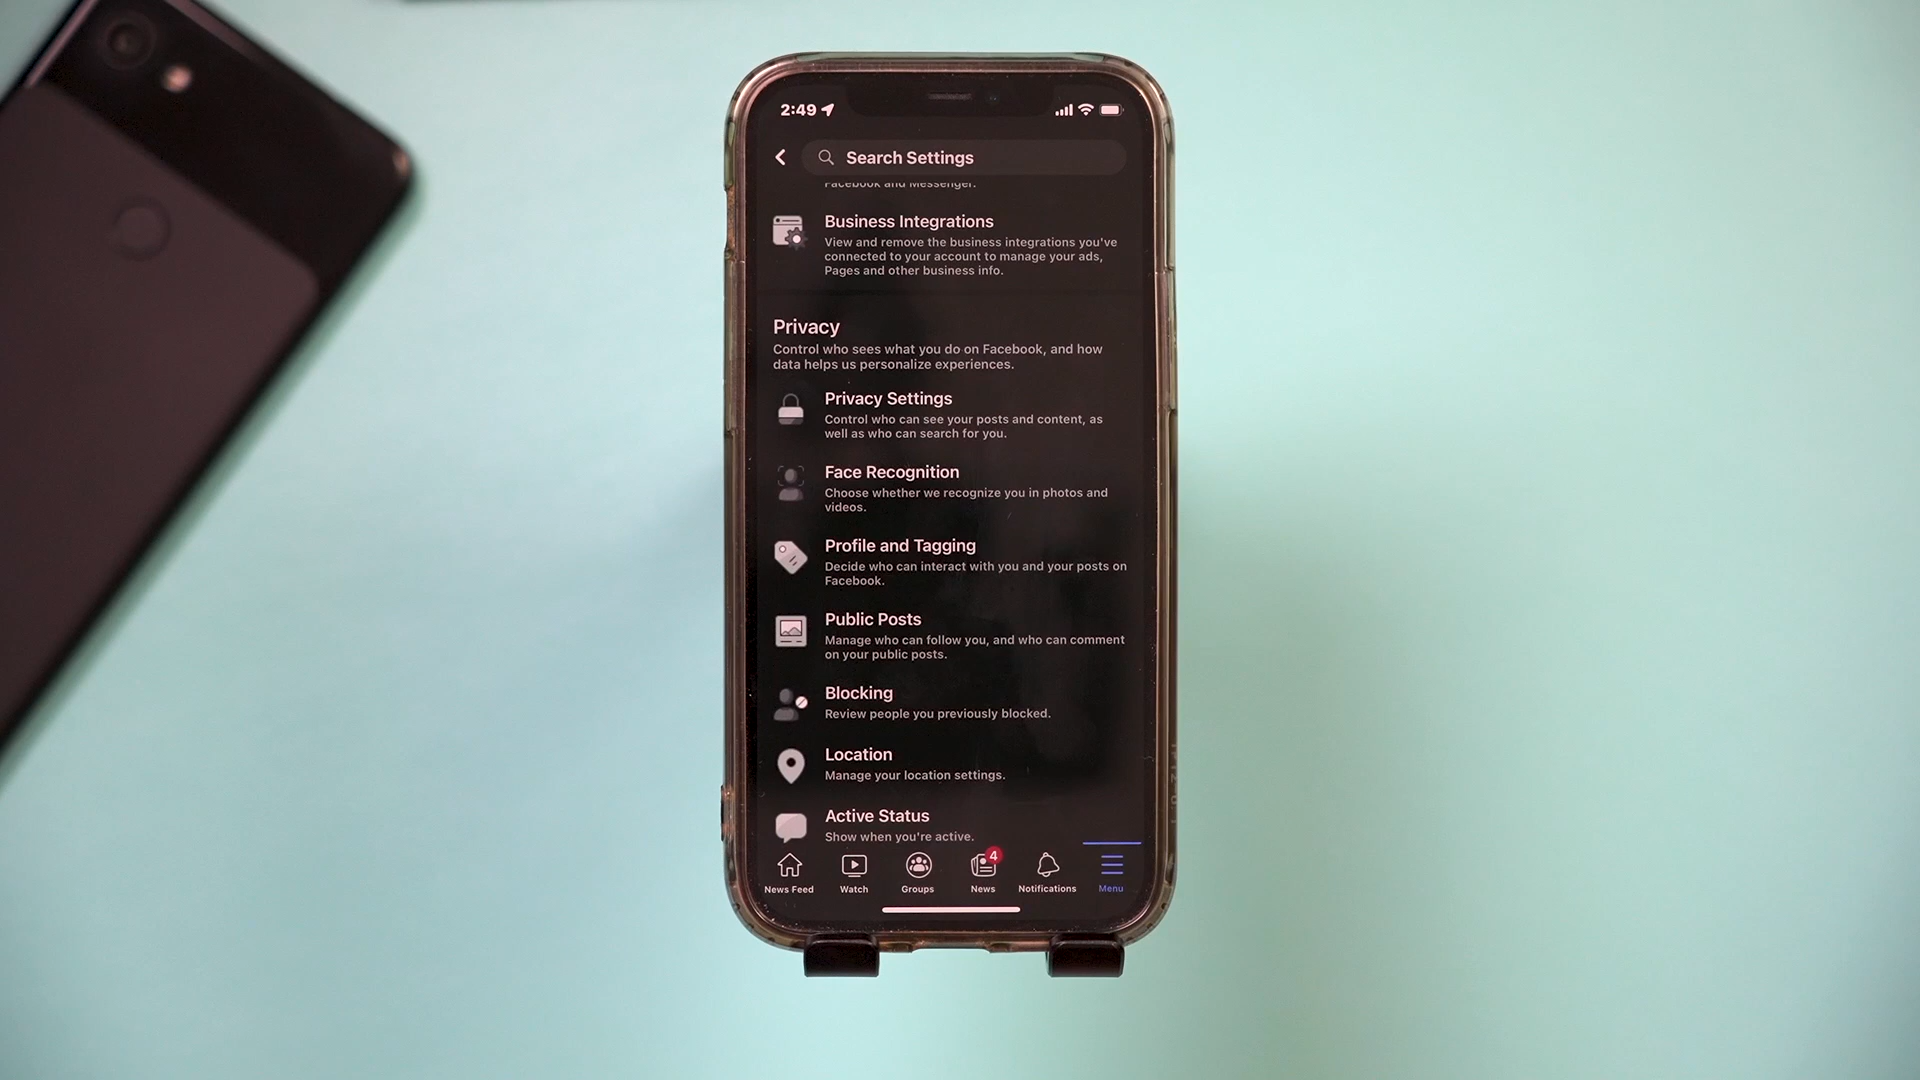 2:49
Search Settings
Facebook and Messenger.
Business Integrations
View and remove the business integrations you've
connected to your account to manage your ads,
Pages and other business info.
Privacy
Control who sees what you do on Facebook, and how
data helps us personalize experiences.
Privacy Settings
Control who can see your posts and content, as
well as who can search for you.
Face Recognition
Choose whether we recognize you in photos and
videos.
Profile and Tagging
Decide who can interact with you and your posts on
Facebook.
Public Posts
Manage who can follow you, and who can comment
on your public posts.
Blocking
Review people you previously blocked.
Location
Manage your location settings.
Active Status
Show when you're active.
4
News Feed Watch Groups News Notifications Menu